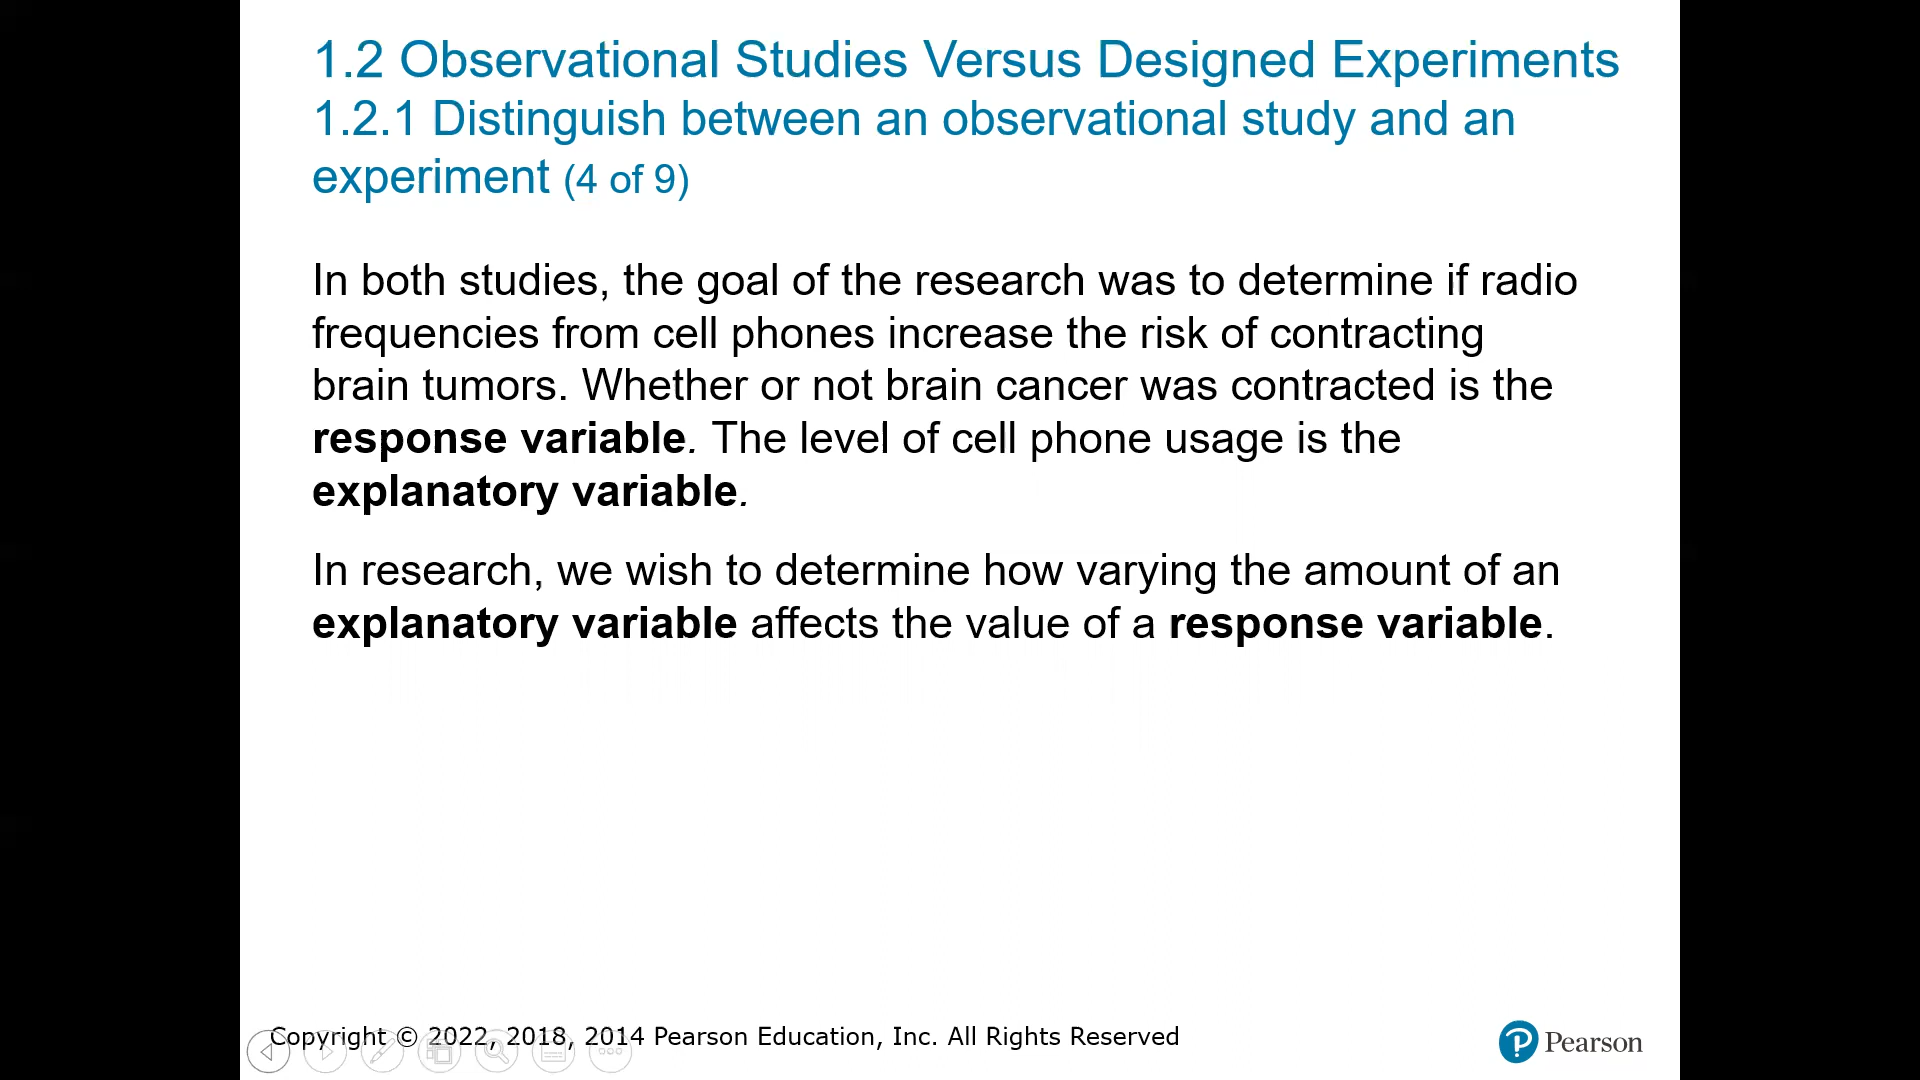 1.2 Observational Studies Versus Designed Experiments
1.2.1 Distinguish between an observational study and an
experiment (4 of 9)
In both studies, the goal of the research was to determine if radio
frequencies from cell phones increase the risk of contracting
brain tumors. Whether or not brain cancer was contracted is the
response variable. The level of cell phone usage is the
explanatory variable.
In research, we wish to determine how varying the amount of an
explanatory variable affects the value of a response variable.
Copyright © 2022, 2018, 2014 Pearson Education, Inc. All Rights Reserved
Pearson